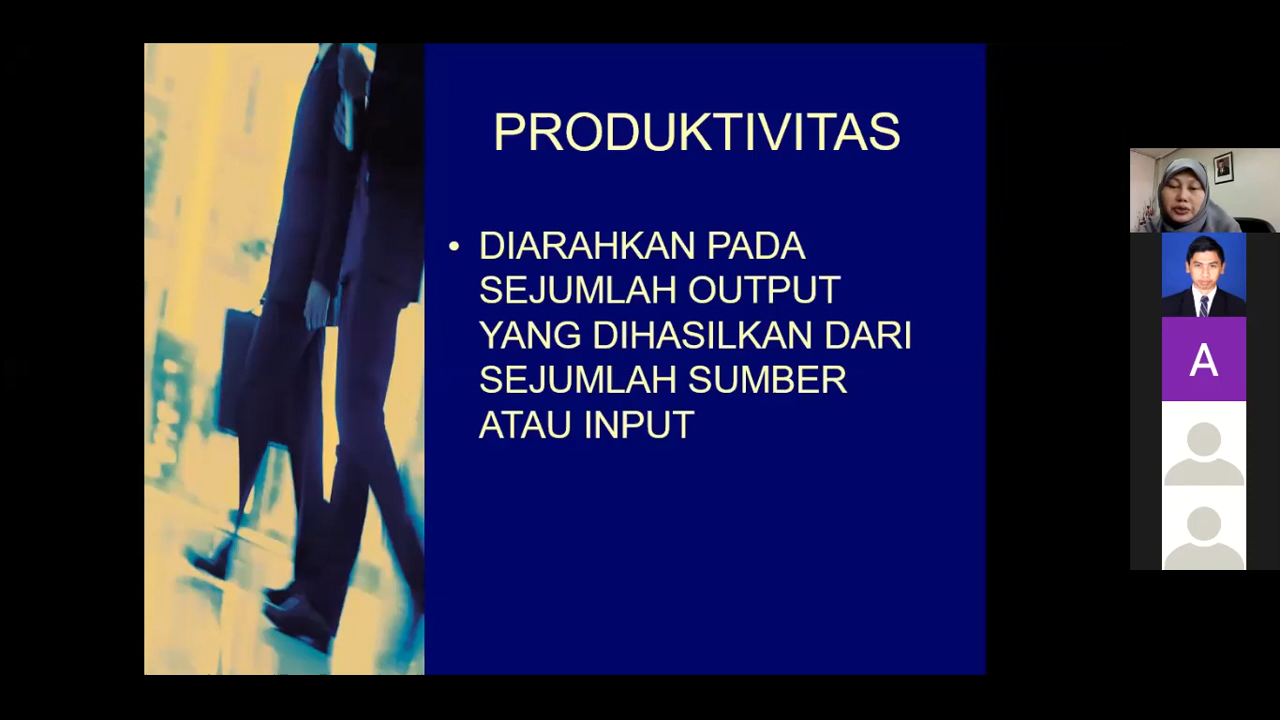 PRODUKTIVITAS
• DIARAHKAN PADA
SEJUMLAH OUTPUT
YANG DIHASILKAN DARI
SEJUMLAH SUMBER
ATAU INPUT
A